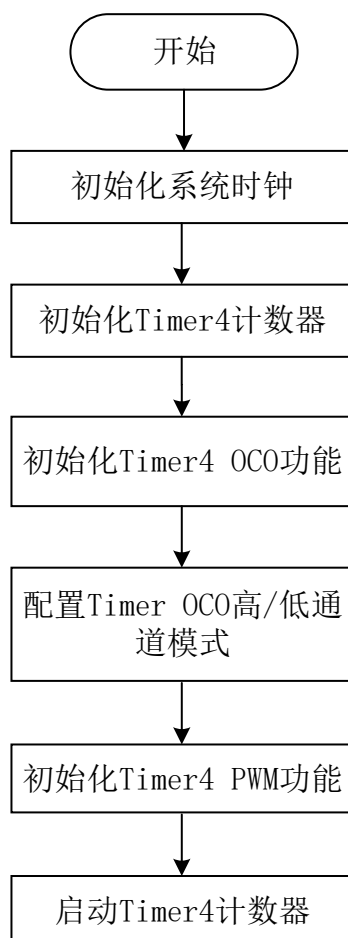 开始
初始化系统时钟
初始化Timer4计数器
初始化Timer4 OCO功能
配置Timer OCO高/低通
道模式
初始化Timer4 PWM功能
启动Timer4计数器